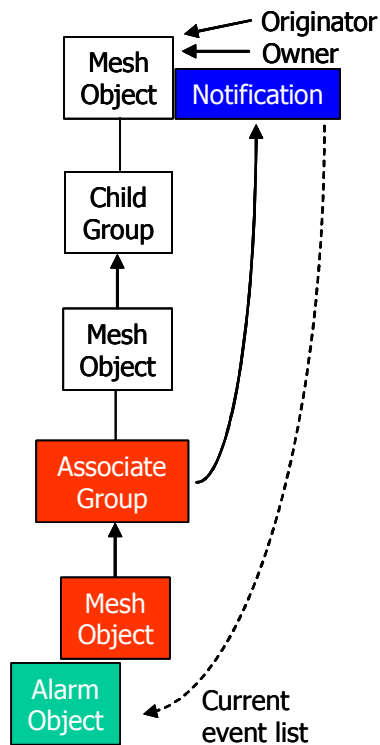 Originator
Owner
Mesh
Object
Notification
Child
Group
Mesh
Object
Associate
Group
Mesh
Object
Alarm
Object
Current
event list